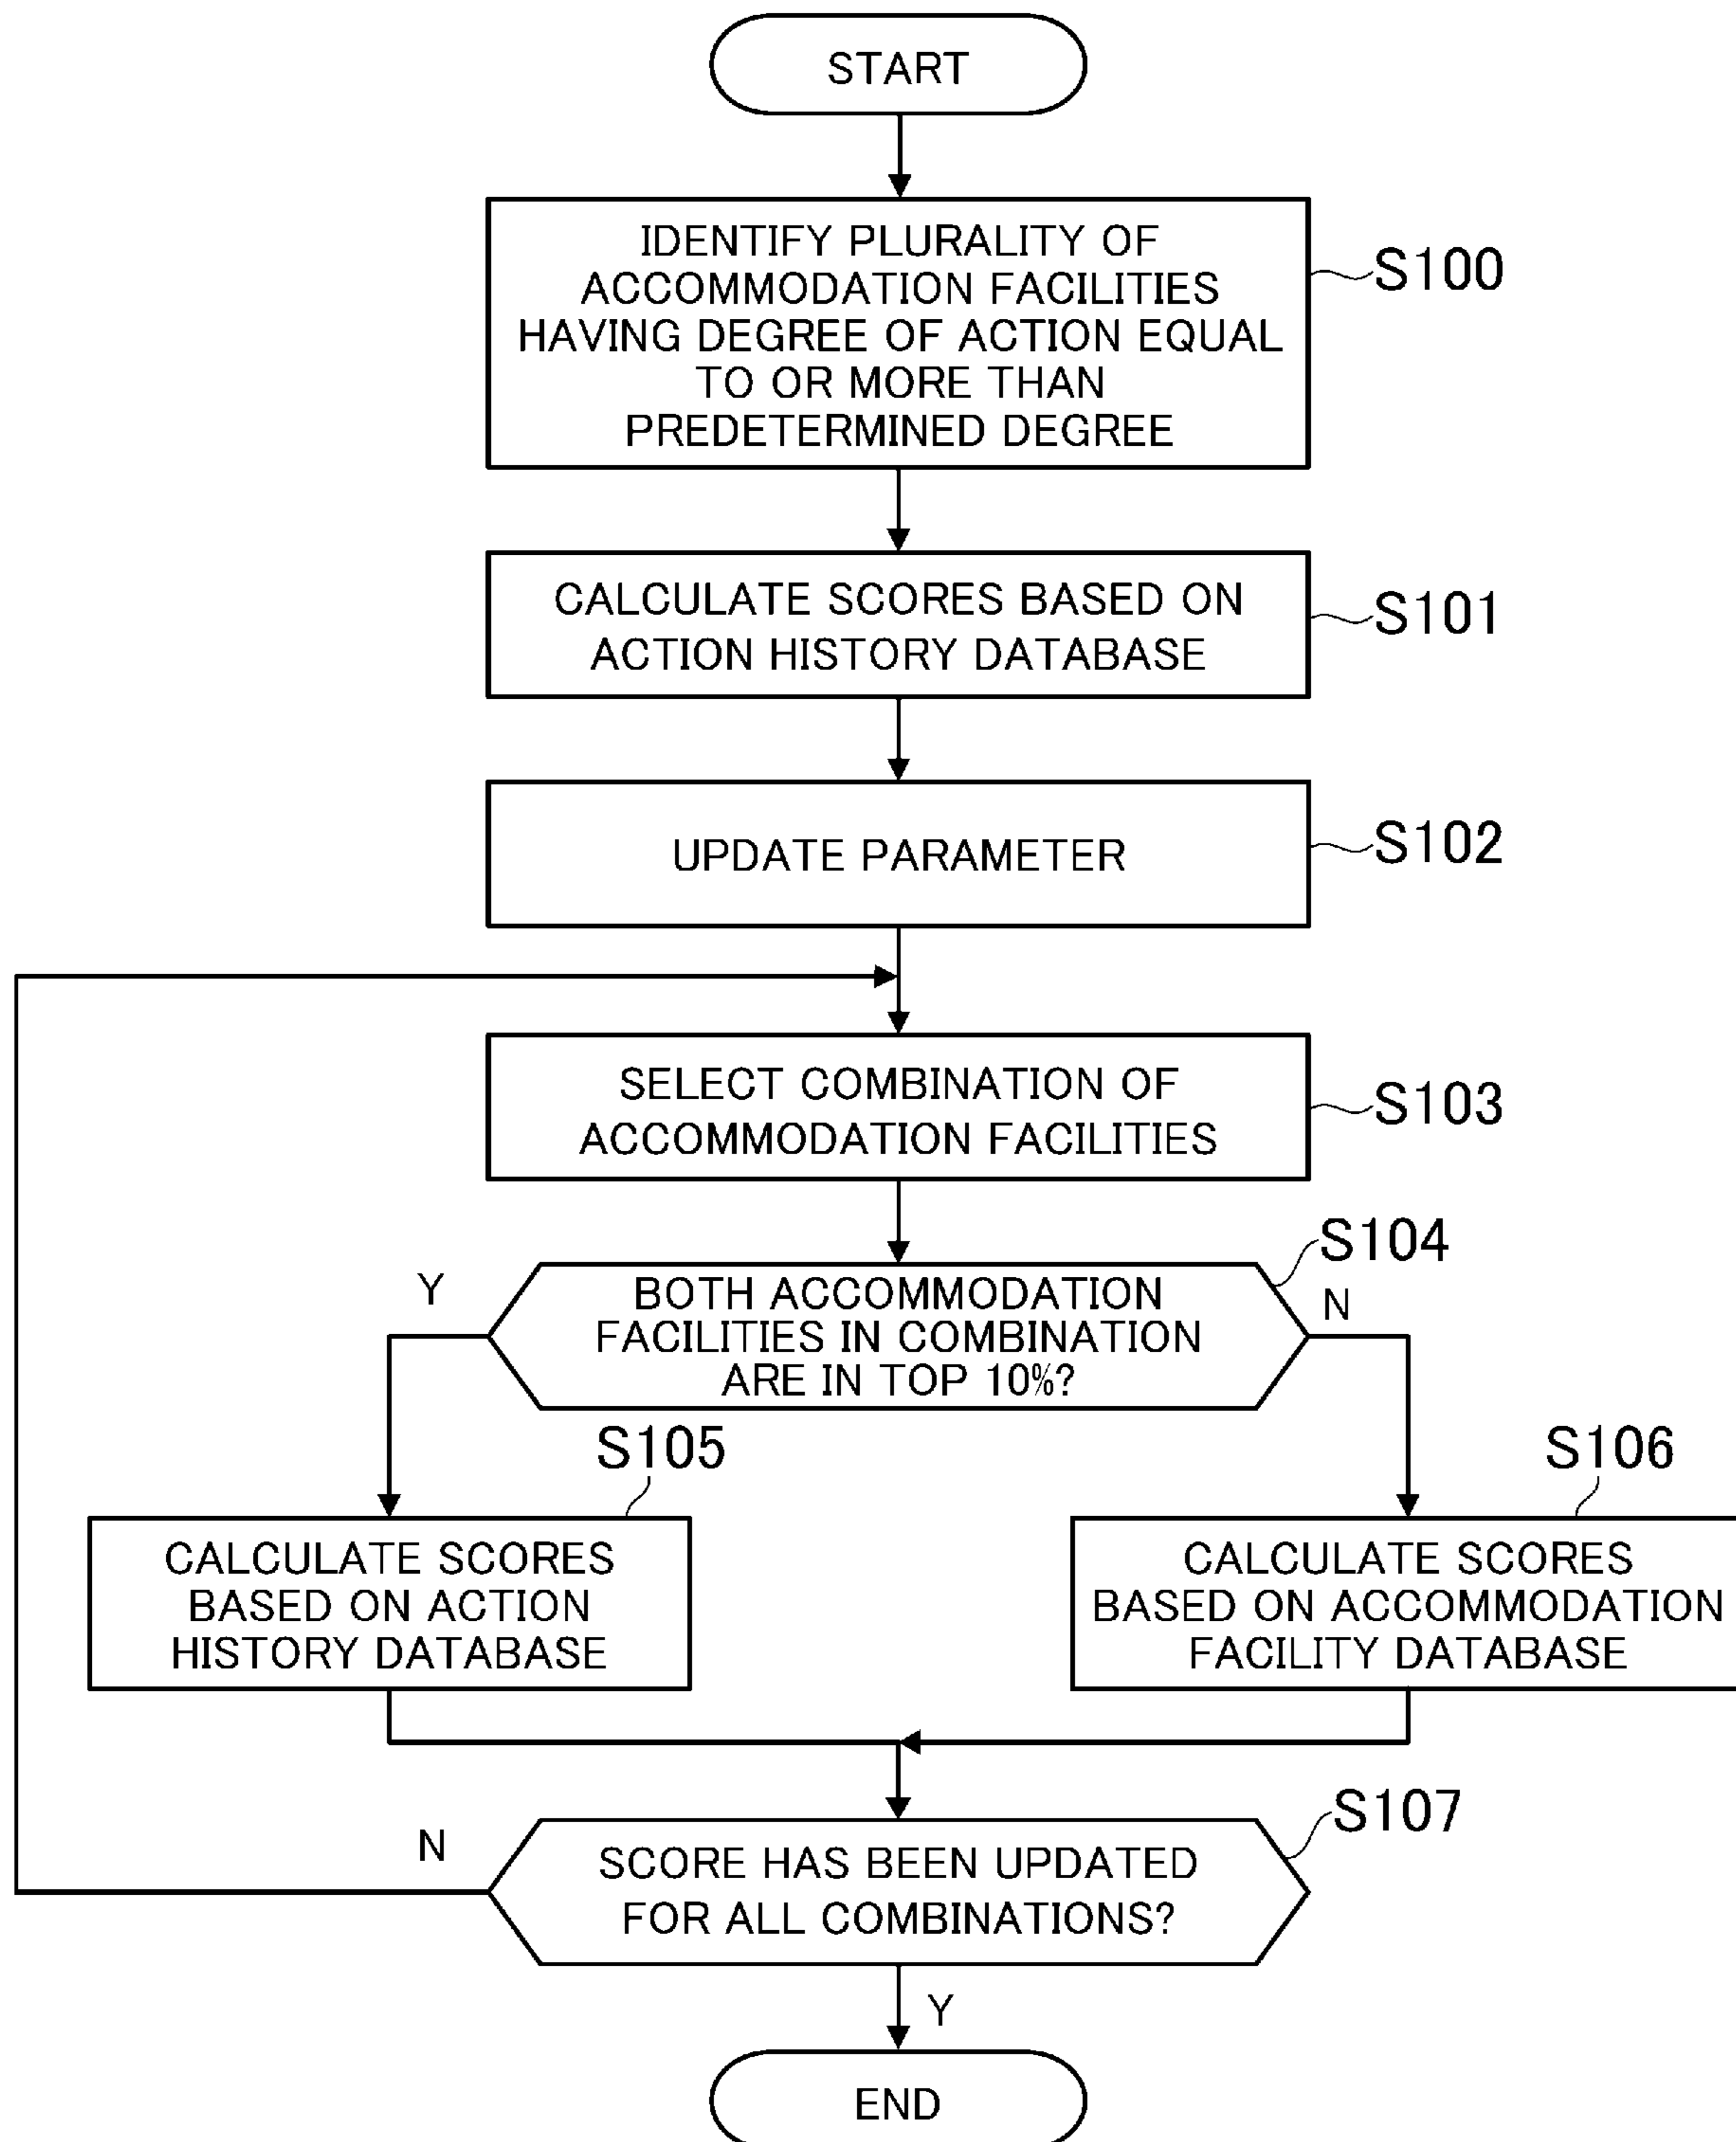 START
IDENTIFY PLURALITY OF
ACCOMMODATION FACILITIES
HAVING DEGREE OF ACTION EQUAL
TO OR MORE THAN
PREDETERMINED DEGREE
S100
CALCULATE SCORES BASED ON
ACTION HISTORY DATABASE
S101
UPDATE PARAMETER
S102
SELECT COMBINATION OF
ACCOMMODATION FACILITIES
S103
S104
Y
BOTH ACCOMMODATION
FACILITIES IN COMBINATION
ARE IN TOP 10%?
N
S105
CALCULATE SCORES
BASED ON ACTION
HISTORY DATABASE
S106
CALCULATE SCORES
BASED ON ACCOMMODATION
FACILITY DATABASE
S107
N
SCORE HAS BEEN UPDATED
FOR ALL COMBINATIONS?
Y
END